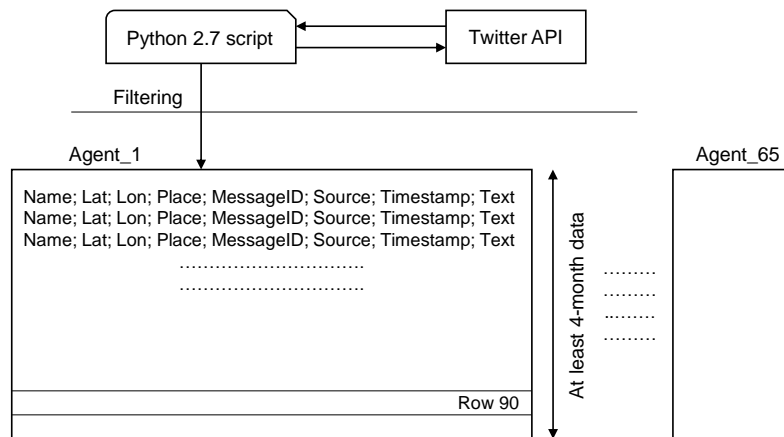 Python 2.7 script
Twitter API
Filtering
Agent_1
Agent_65
Name; Lat; Lon; Place; MessageID; Source; Timestamp; Text
Name; Lat; Lon; Place; MessageID; Source; Timestamp; Text
Name; Lat; Lon; Place; MessageID; Source; Timestamp; Text
…………………………
…………………………
Row 90
At least 4-month data
………
………
..…….
………